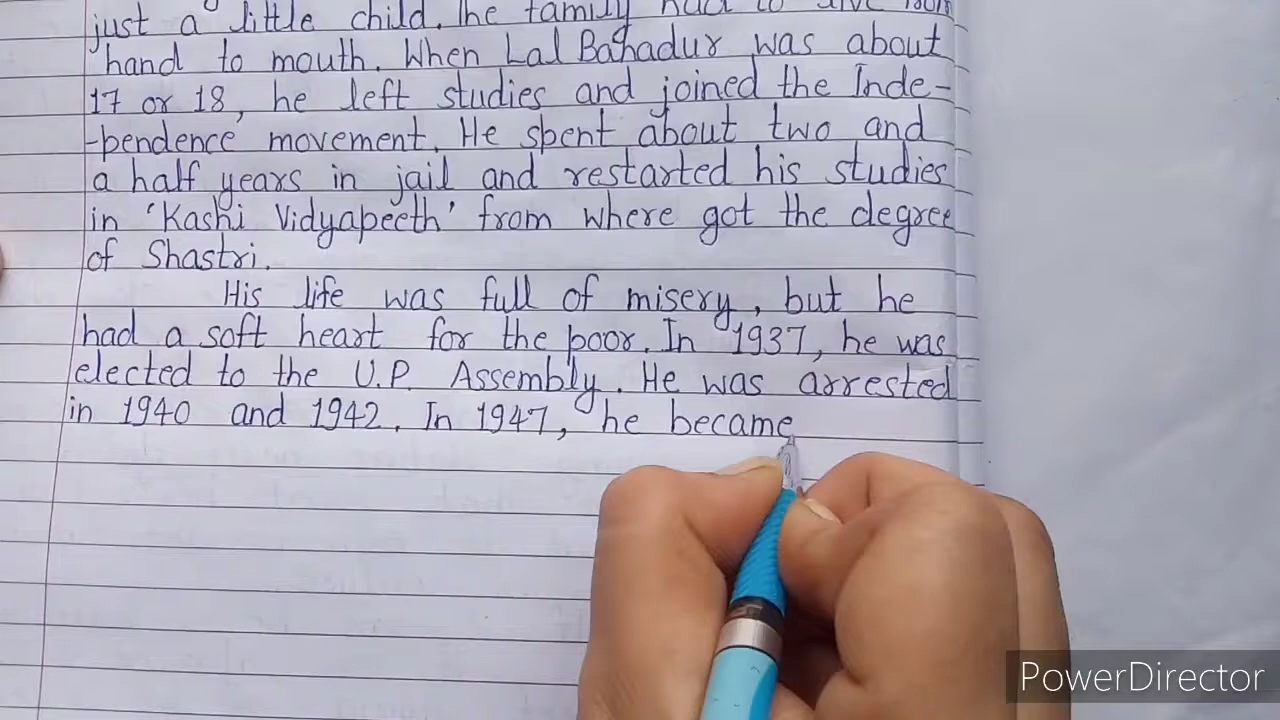 just a little child. The family had to live from
hand to mouth. When Lal Bahadur was about
17 or 18, he left studies and joined the Inde-
-pendence movement. He spent about two and
a half years in jail and restarted his studies
in ‘Kashi Vidyapeeth’ from where got the degree
of Shastri.
His life was full of misery, but he
had a soft heart for the poor. In 1937, he was
elected to the U.P. Assembly. He was arrested
in 1940 and 1942. In 1947, he became
PowerDirector